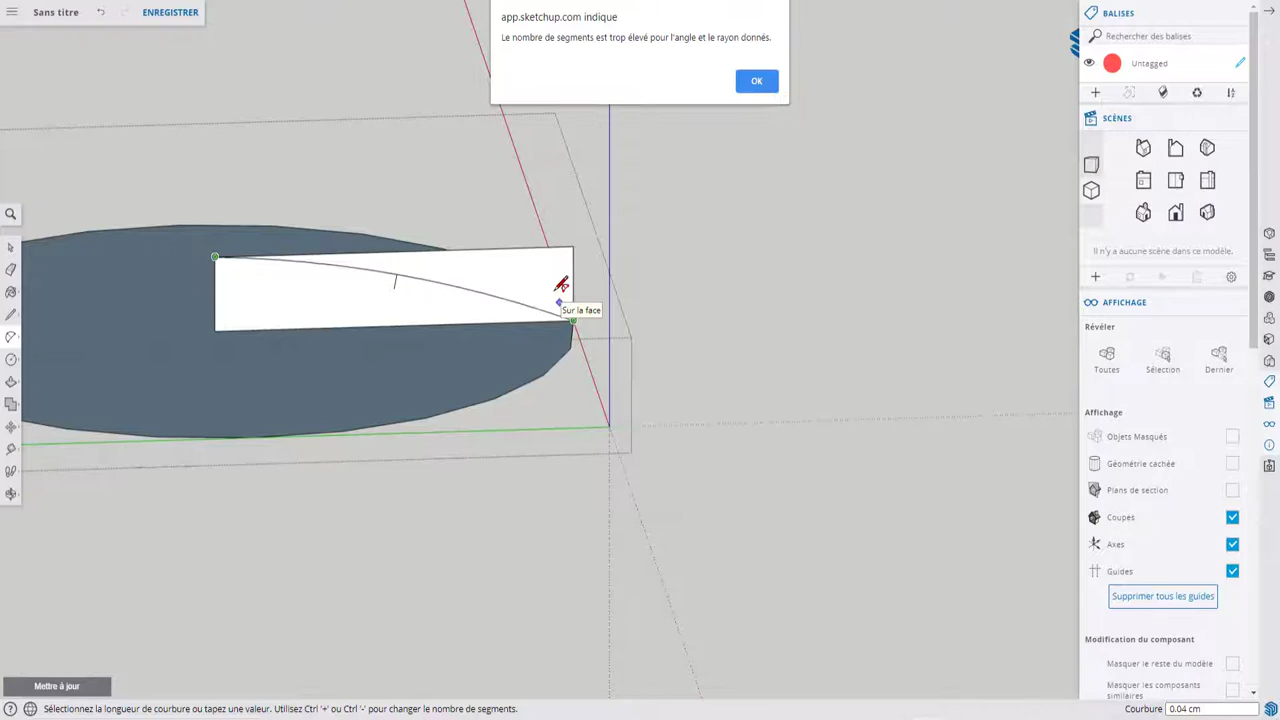 Sans titre
ENREGISTRER
app.sketchup.com indique
Le nombre de segments est trop élevé pour l'angle et le rayon donnés.
OK
Sur la face
BALISES
Rechercher des balises
Untagged
SCÈNES
Il n'y a aucune scène dans ce modèle.
AFFICHAGE
Révéler
Toutes
Sélection
Dernier
Affichage
Objets Masqués
Géométrie cachée
Plans de section
Coupes
Axes
Guides
Supprimer tous les guides
Modification du composant
Masquer le reste du modèle
Masquer les composants
similaires
Mettre à jour
Sélectionnez la longueur de courbure ou tapez une valeur. Utilisez Ctrl '+' ou Ctrl '-' pour changer le nombre de segments.
Courbure 0.04 cm